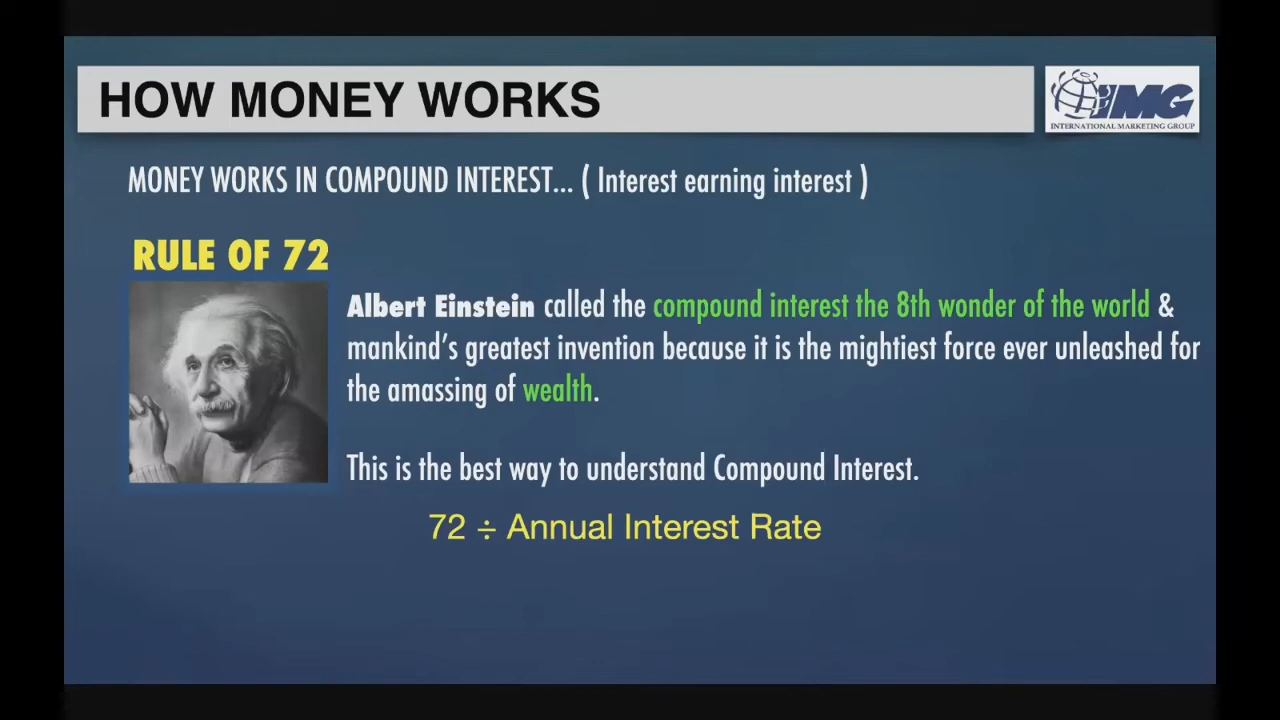 HOW MONEY WORKS
IMG
INTERNATIONAL MARKETING GROUP
MONEY WORKS IN COMPOUND INTEREST... ( Interest earning interest )
RULE OF 72
Albert Einstein called the compound interest the 8th wonder of the world &
mankind's greatest invention because it is the mightiest force ever unleashed for
the amassing of wealth.
This is the best way to understand Compound Interest.
72 ÷ Annual Interest Rate